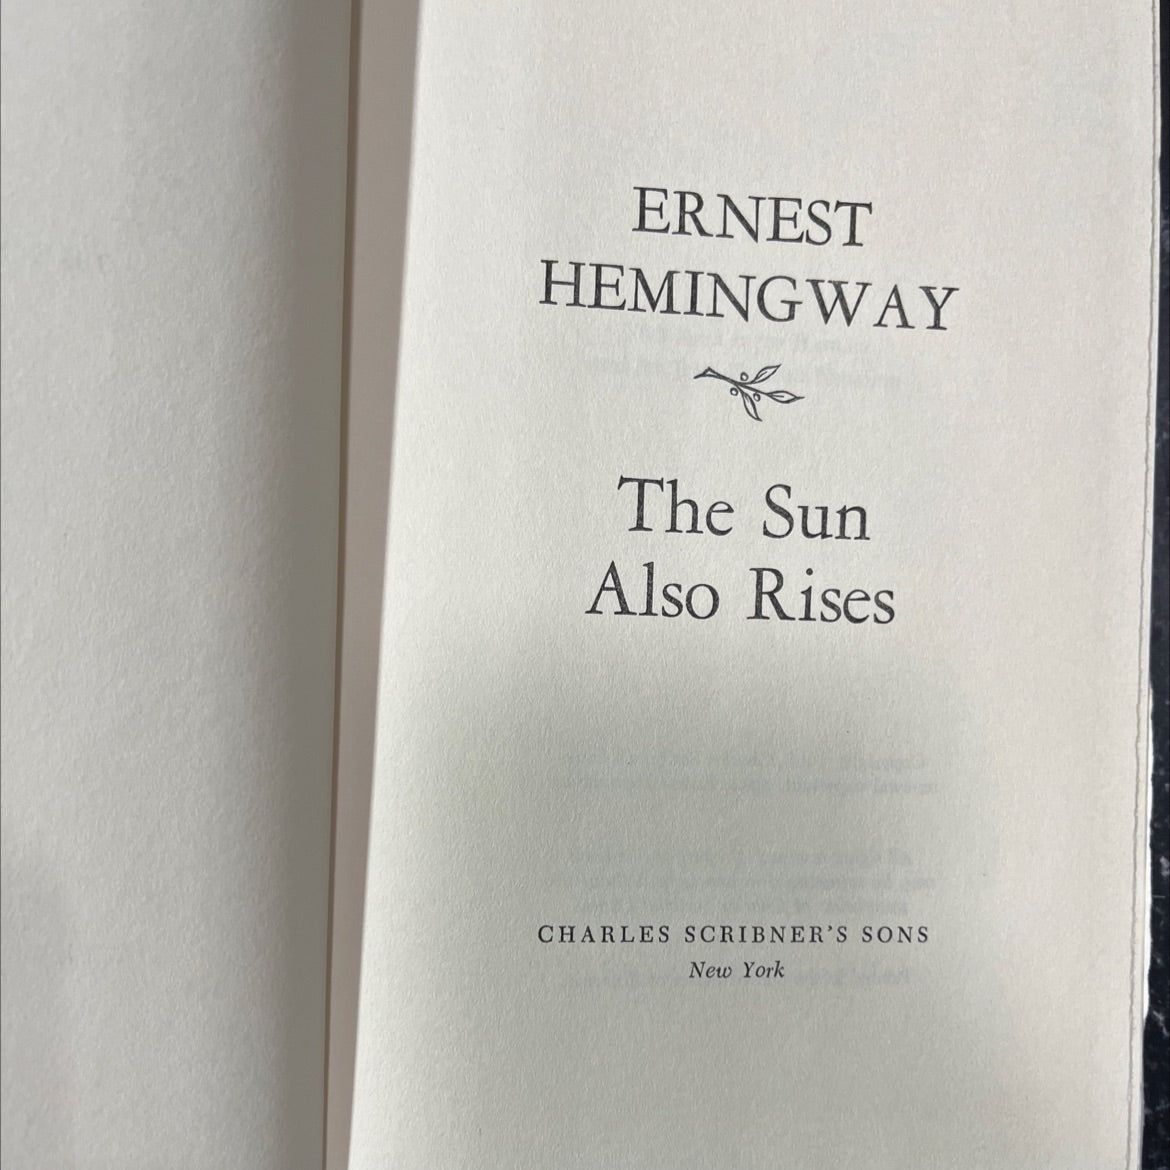 ERNEST
HEMINGWAY
The Sun
Also Rises
CHARLES SCRIBNER'S SONS
New York